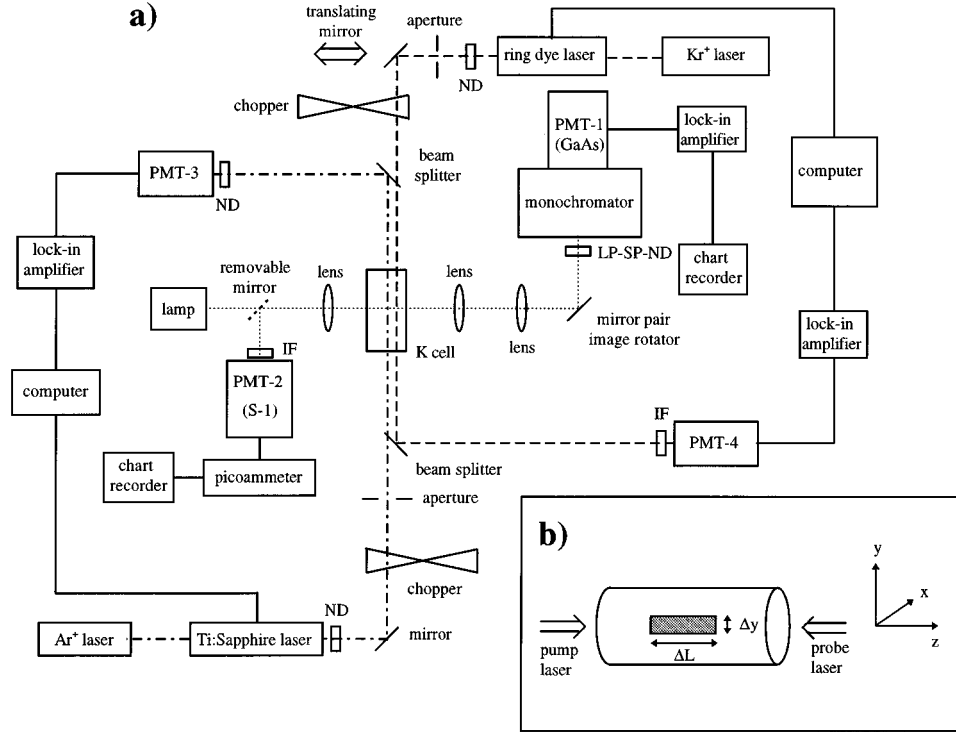 a)
translating
mirror
aperture
ND
ring dye laser
Kr+ laser
chopper
PMT-1
(GaAs)
lock-in
amplifier
computer
beam
splitter
PMT-3
ND
monochromator
LP-SP-ND
chart
recorder
lock-in
amplifier
removable
mirror
lens
lens
lamp
lens
mirror pair
image rotator
lock-in
amplifier
IF
K cell
PMT-2
(S-1)
computer
IF
PMT-4
beam splitter
chart
recorder
picoammeter
aperture
chopper
ND
Ar+ laser
Ti:Sapphire laser
mirror
b)
y
x
z
Δy
ΔL
pump
laser
probe
laser